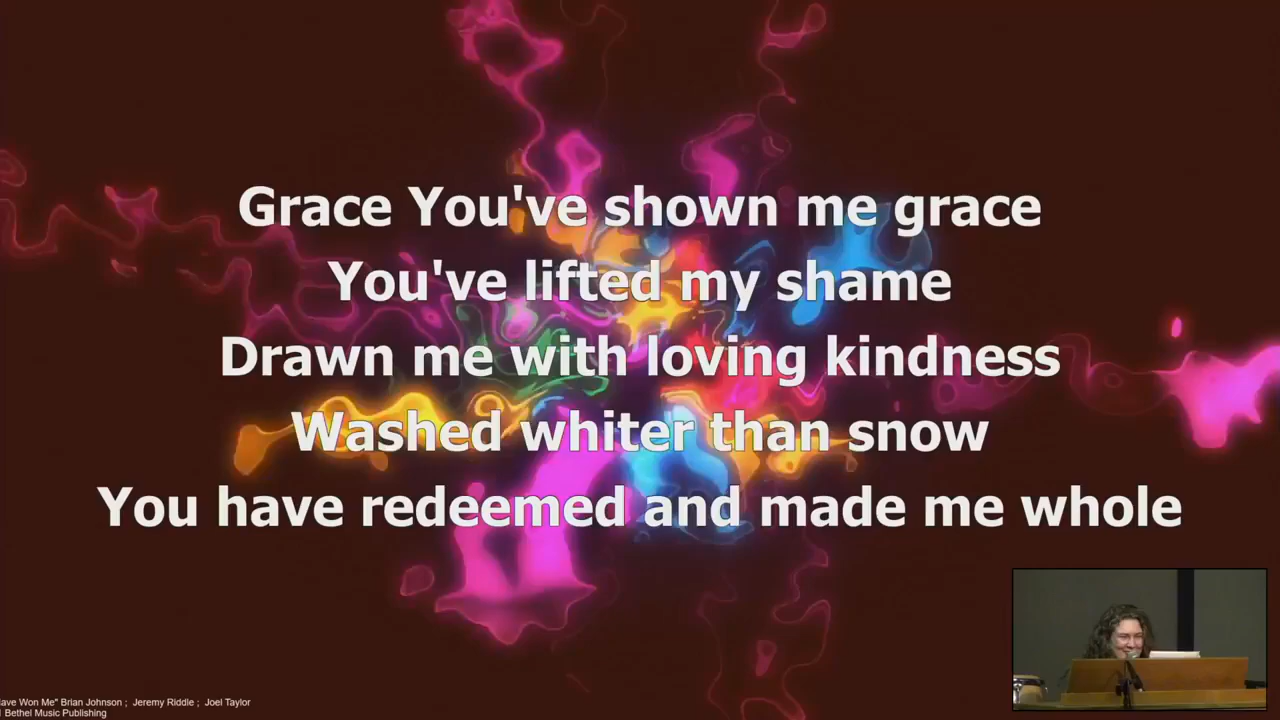 Grace You've shown me grace
You've lifted my shame
Drawn me with loving kindness
Washed whiter than snow
You have redeemed and made me whole
Have Won Me" Brian Johnson ; Jeremy Riddle ; Joel Taylor
Bethel Music Publishing